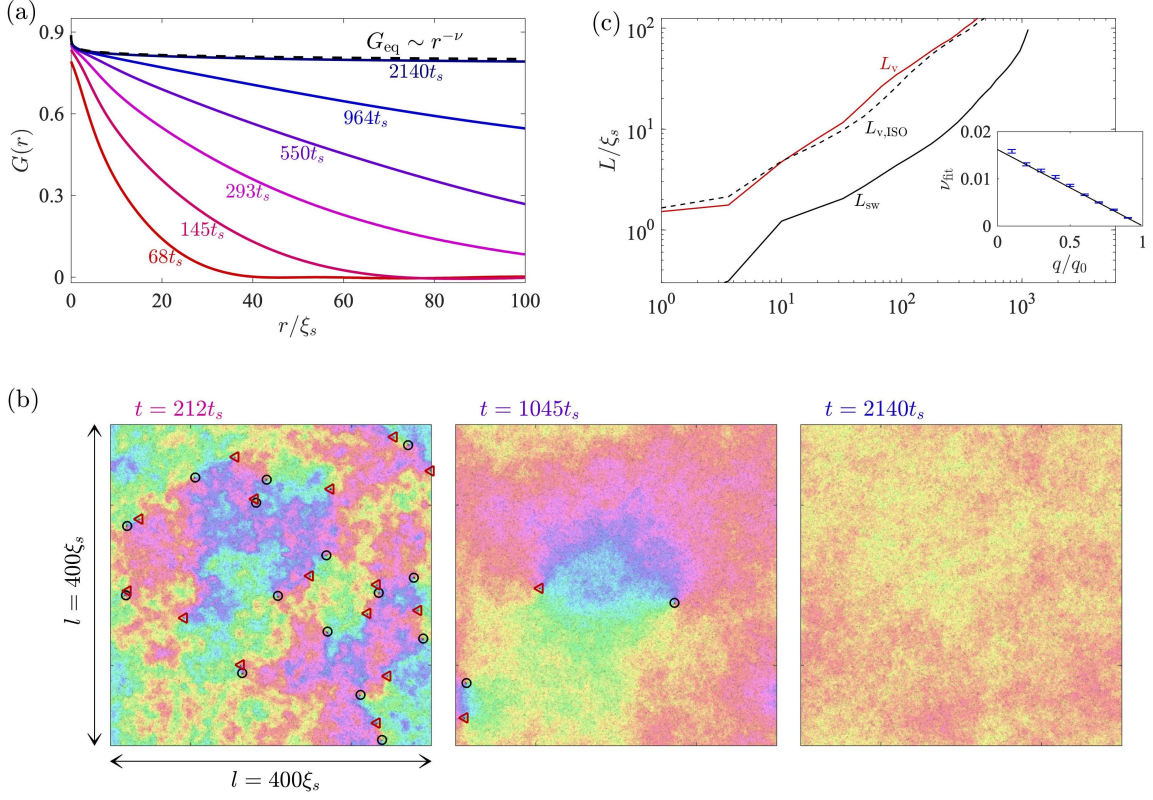 (a)
0.9
0.6
0.3
0
G(r)
G_eq ∼ r^−ν
2140t_s
964t_s
550t_s
293t_s
145t_s
68t_s
0 20 40 60 80 100
r/ξ_s
(c)
10^2
10^1
10^0
L/ξ_s
L_v
L_v,ISO
L_sw
10^0 10^1 10^2 10^3
0.02
0.01
0
ν_fit
0 0.5 1
q/q_0
(b)
t = 212t_s
t = 1045t_s
t = 2140t_s
l = 400ξ_s
l = 400ξ_s